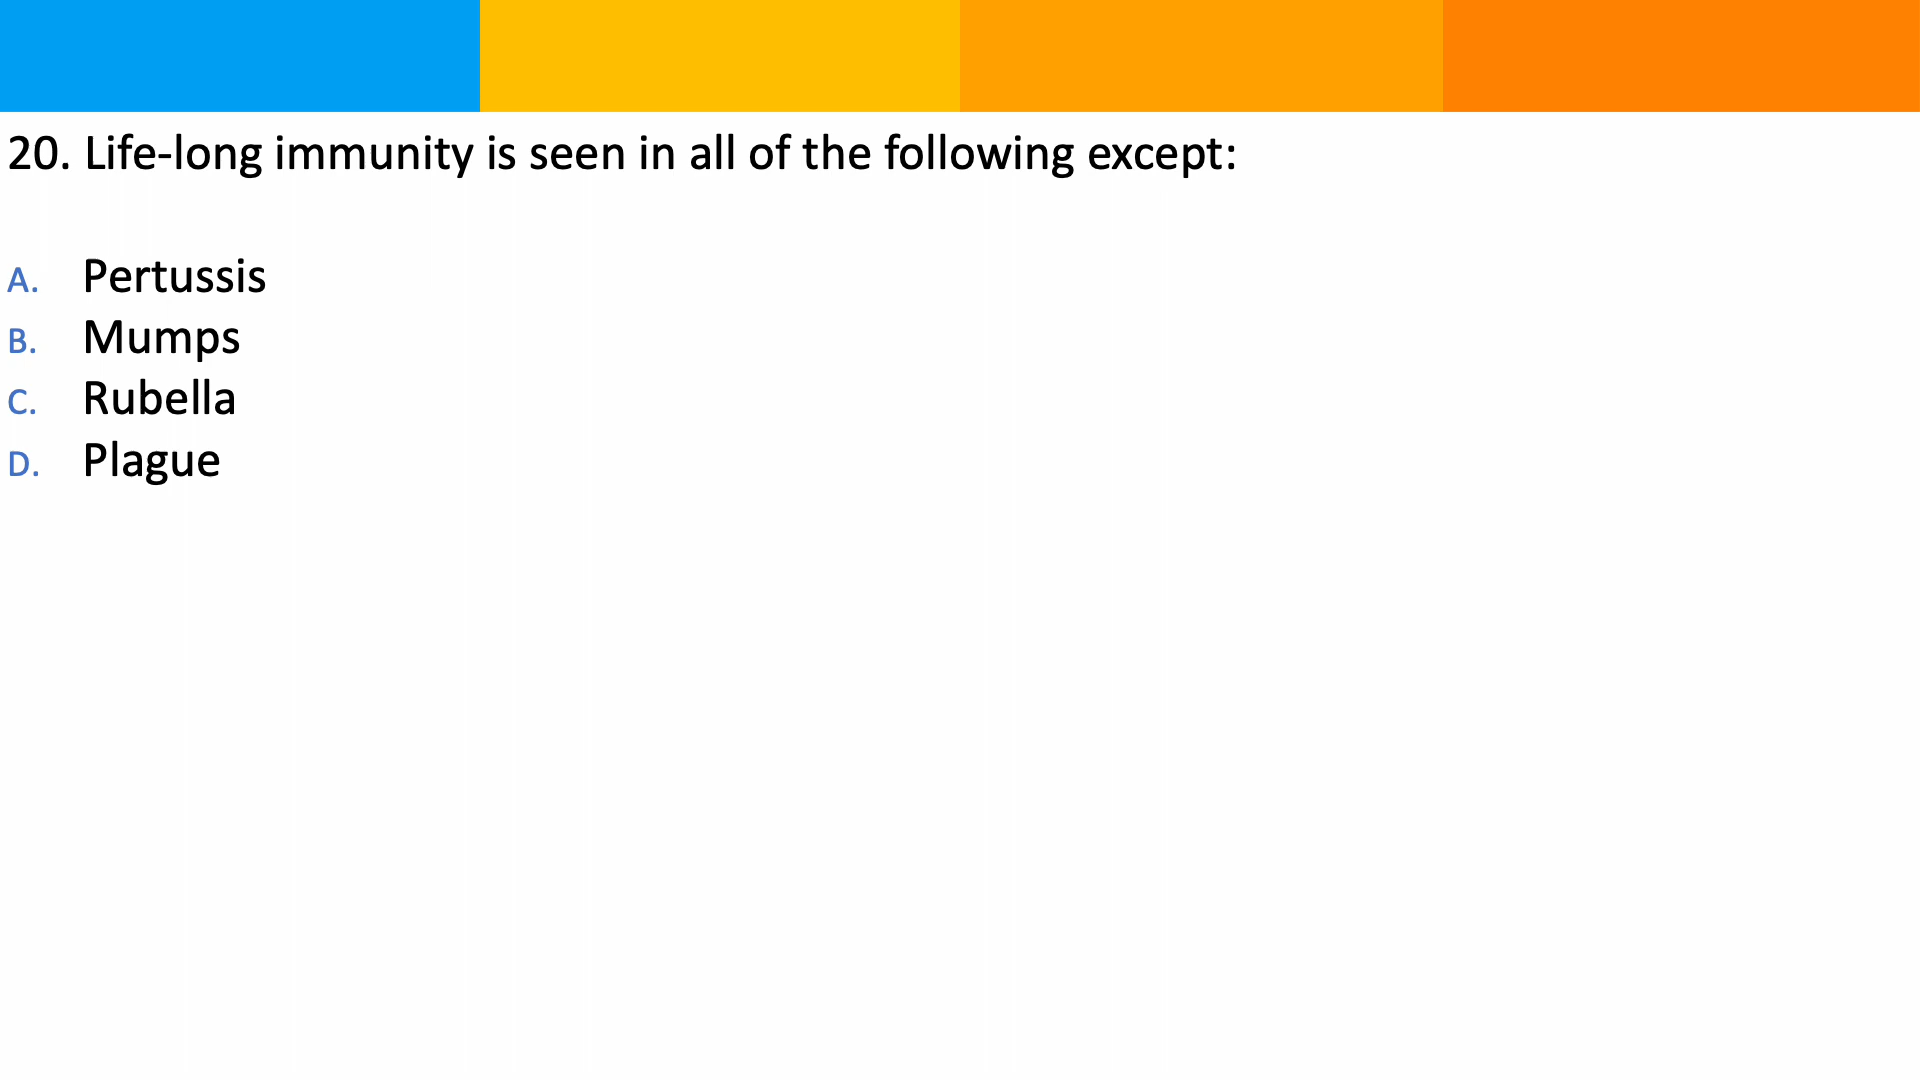 20. Life-long immunity is seen in all of the following except:
A. Pertussis
B. Mumps
C. Rubella
D. Plague